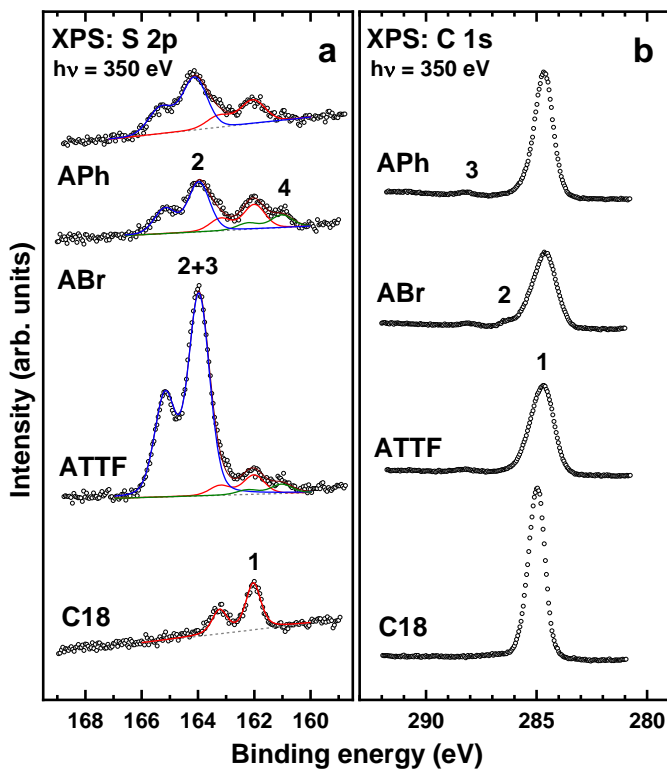 XPS: S 2p
a
hν = 350 eV
APh
2
4
ABr
2+3
ATTF
1
C18
168
166
164
162
160
XPS: C 1s
b
hν = 350 eV
APh
3
ABr
2
1
ATTF
C18
290
285
280
Intensity (arb. units)
Binding energy (eV)